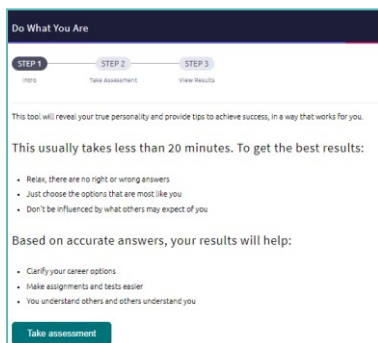 Do What You Are
STEP 1 STEP 2 STEP 3
Intro Take Assessment View Results
This tool will reveal your true personality and provide tips to achieve success, in a way that works for you.
This usually takes less than 20 minutes. To get the best results:
• Relax, there are no right or wrong answers
• Just choose the options that are most like you
• Don't be influenced by what others may expect of you
Based on accurate answers, your results will help:
• Clarify your career options
• Make assignments and tests easier
• You understand others and others understand you
Take assessment